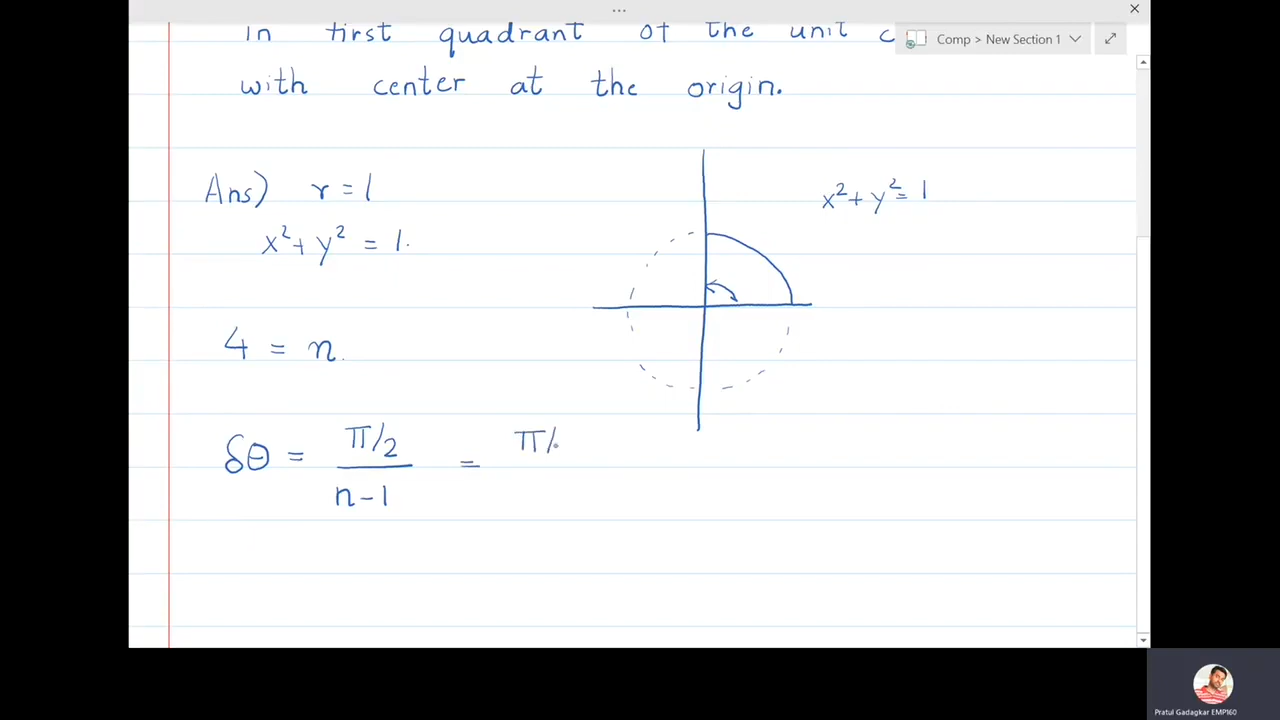 in first quadrant of the unit c
Comp > New Section 1
with center at the origin.
Ans) r = 1
x² + y² = 1
x² + y² = 1.
4 = n.
δθ = π/2 / n-1 = π/
Pratul Gadagkar EMP160